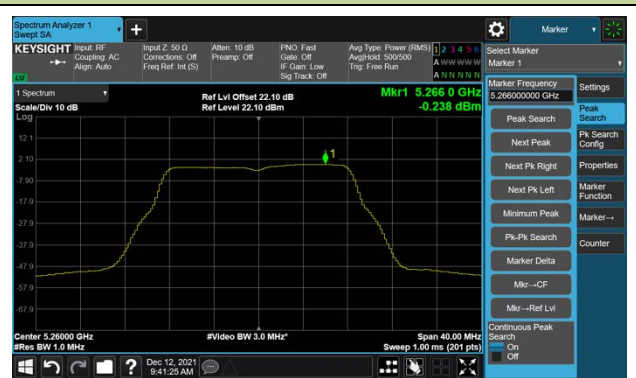 Spectrum Analyzer 1
Swept SA
+
Marker
KEYSIGHT
Input: RF
Coupling: AC
Align: Auto
Input Z: 50 Ω
Corrections: Off
Freq Ref: Int (S)
Atten: 10 dB
Preamp: Off
PNO: Fast
Gate: Off
IF Gain: Low
Sig Track: Off
Avg Type: Power (RMS)
Avg|Hold: 500/500
Trig: Free Run
1 2 3 4 5 6
A W W W W W
A N N N N N
LM
Select Marker
Marker 1
1 Spectrum
Scale/Div 10 dB
Log
Ref Lvl Offset 22.10 dB
Ref Level 22.10 dBm
Mkr1 5.266 0 GHz
-0.238 dBm
12.1
2.10
-7.90
-17.9
-27.9
-37.9
-47.9
-57.9
-67.9
1
Center 5.26000 GHz
#Res BW 1.0 MHz
#Video BW 3.0 MHz*
Span 40.00 MHz
Sweep 1.00 ms (201 pts)
Marker Frequency
5.266000000 GHz
Peak Search
Next Peak
Next Pk Right
Next Pk Left
Minimum Peak
Pk-Pk Search
Marker Delta
Mkr→CF
Mkr→Ref Lvl
Continuous Peak
Search
On
Off
Settings
Peak
Search
Pk Search
Config
Properties
Marker
Function
Marker→
Counter
?
Dec 12, 2021
9:41:25 AM